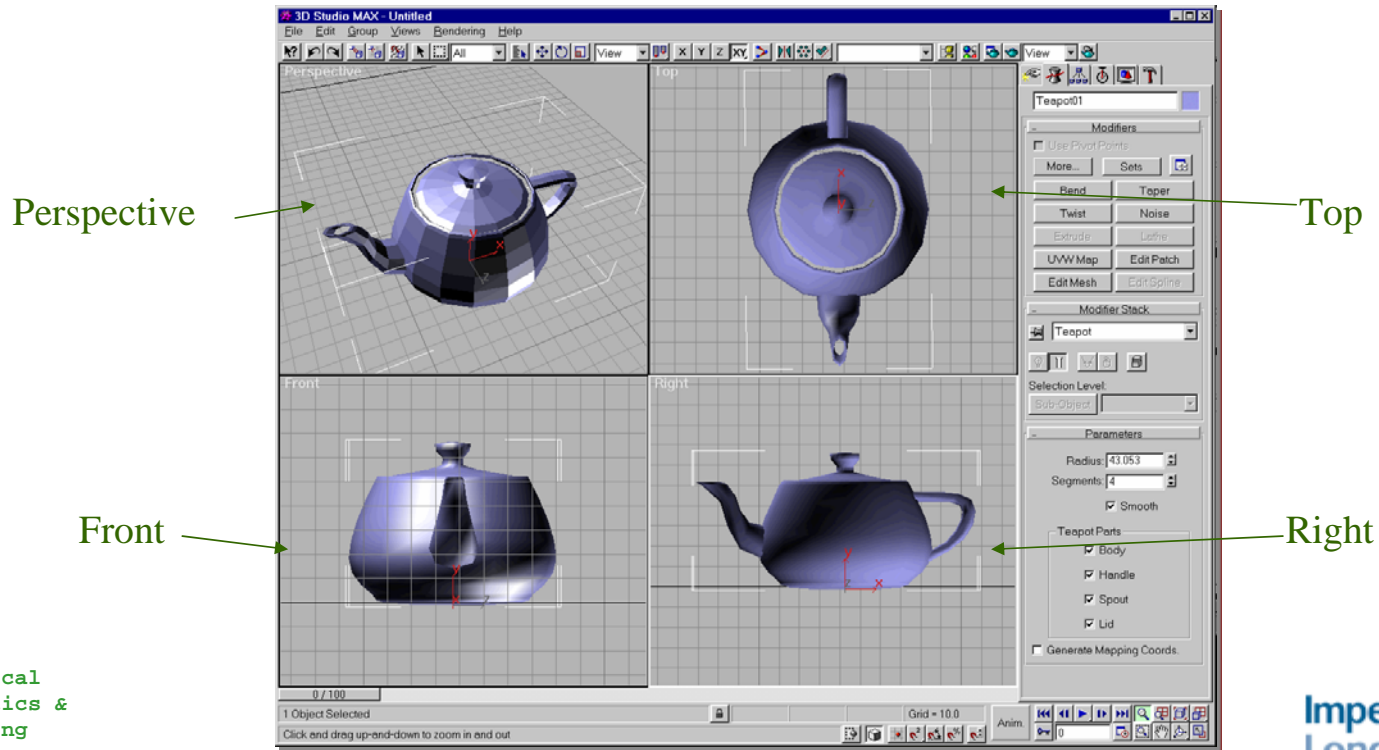 3D Studio MAX - Untitled
File Edit Group Views Rendering Help
All View X Y Z XY View
Perspective Top
Teapot01
Modifiers
Use Pivot Points
More... Sets
Bend Taper
Twist Noise
Extrude Lathe
UVW Map Edit Patch
Edit Mesh Edit Spline
Modifier Stack
Teapot
Selection Level:
Sub-Object
Parameters
Radius: 43.053
Segments: 4
Smooth
Teapot Parts
Body
Handle
Spout
Lid
Generate Mapping Coords.
Front Right
0 / 100
1 Object Selected Grid = 10.0
Click and drag up-and-down to zoom in and out
Anim. 0
Perspective
Top
Front
Right
y x z
x y
y x z
y z x
cal
ics &
ng
Impe